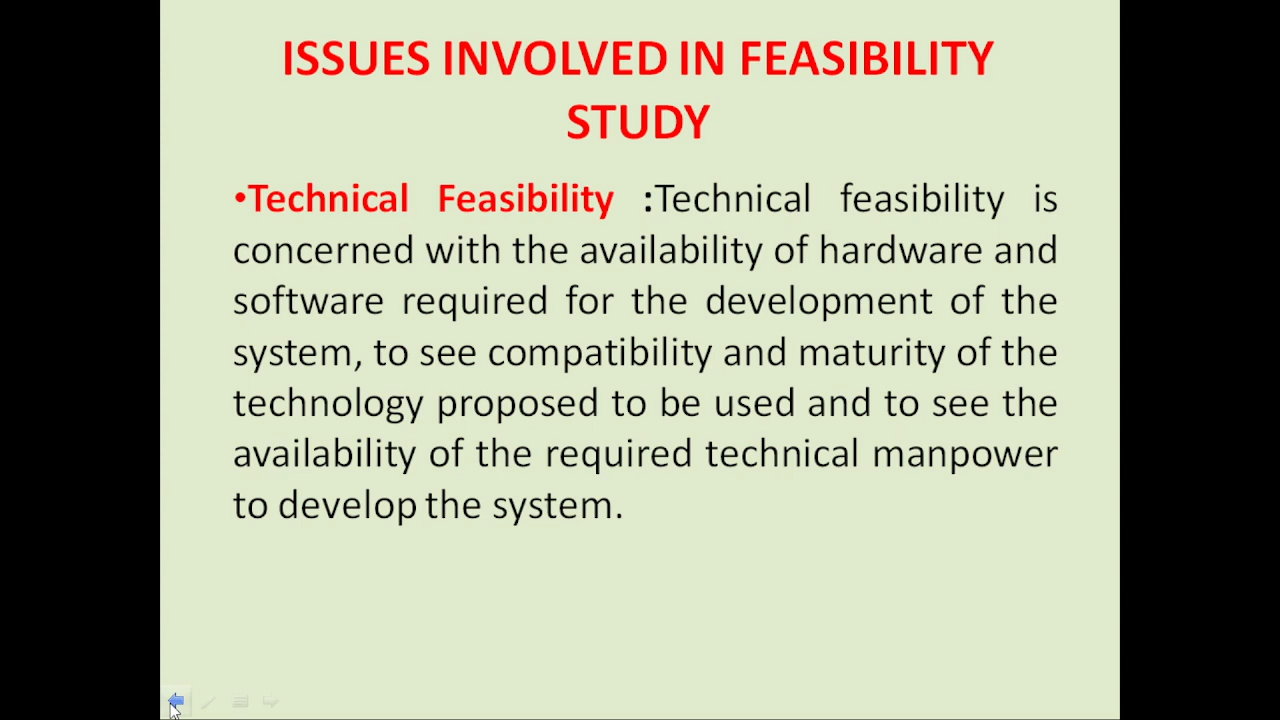 ISSUES INVOLVED IN FEASIBILITY
STUDY
•Technical Feasibility :Technical feasibility is
concerned with the availability of hardware and
software required for the development of the
system, to see compatibility and maturity of the
technology proposed to be used and to see the
availability of the required technical manpower
to develop the system.